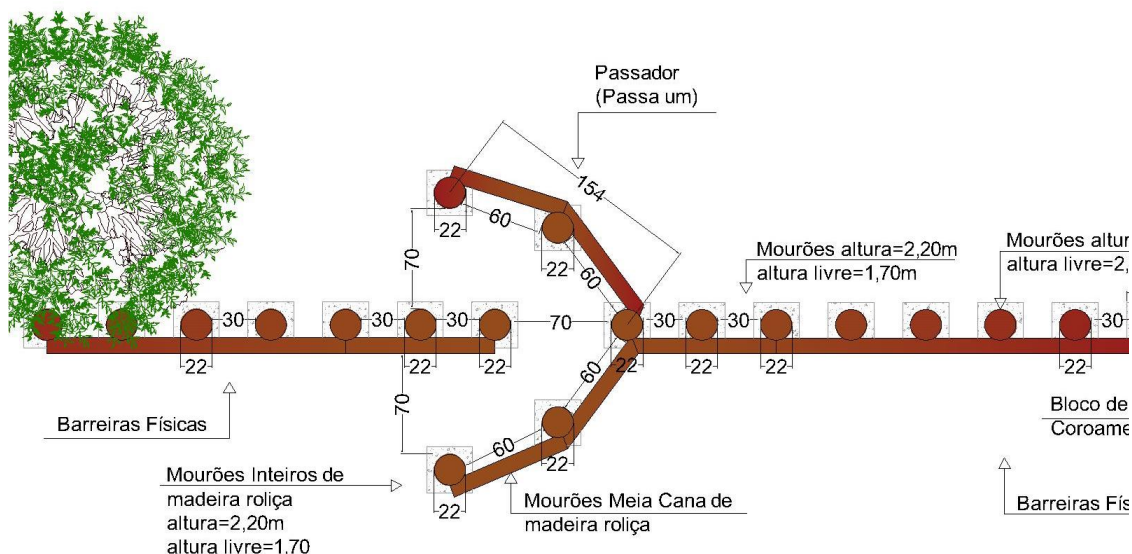 Passador
(Passa um)
154
22
60
22
70
60
Mourões altura=2,20m
altura livre=1,70m
Mourões altur
altura livre=2,
30
30
30
70
30
30
30
22
22
22
22
22
22
22
70
60
60
22
22
Barreiras Físicas
Mourões Inteiros de
madeira roliça
altura=2,20m
altura livre=1,70
Mourões Meia Cana de
madeira roliça
Bloco de
Coroame
Barreiras Fís